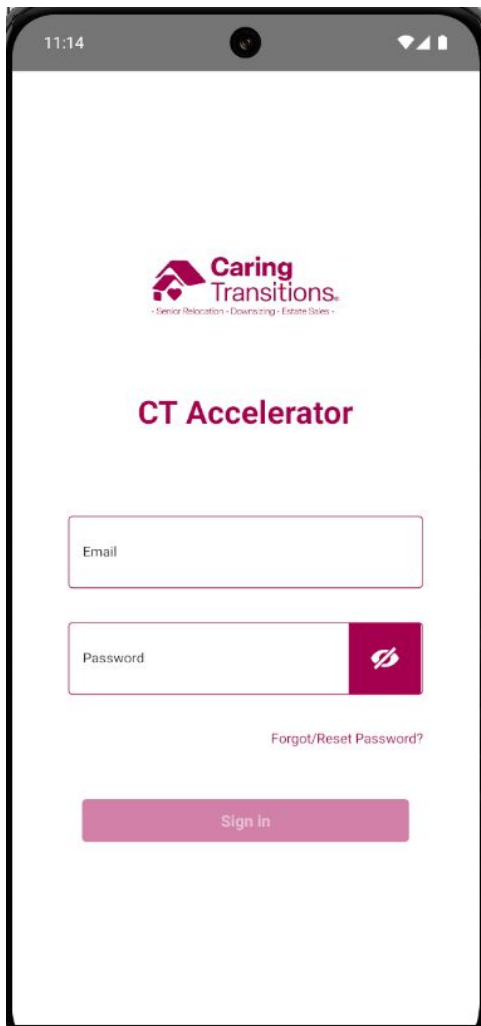 11:14
Caring
Transitions®
- Senior Relocation - Downsizing - Estate Sales -
CT Accelerator
Email
Password
Forgot/Reset Password?
Sign in